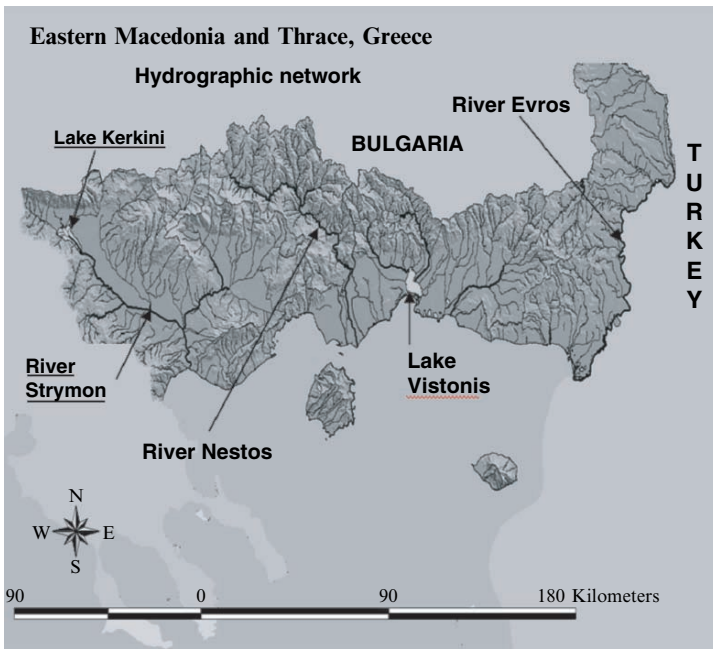 Eastern Macedonia and Thrace, Greece
Hydrographic network
River Evros
Lake Kerkini
BULGARIA
T
U
R
K
E
Y
River
Strymon
Lake
Vistonis
River Nestos
N
W E
S
90 0 90 180 Kilometers